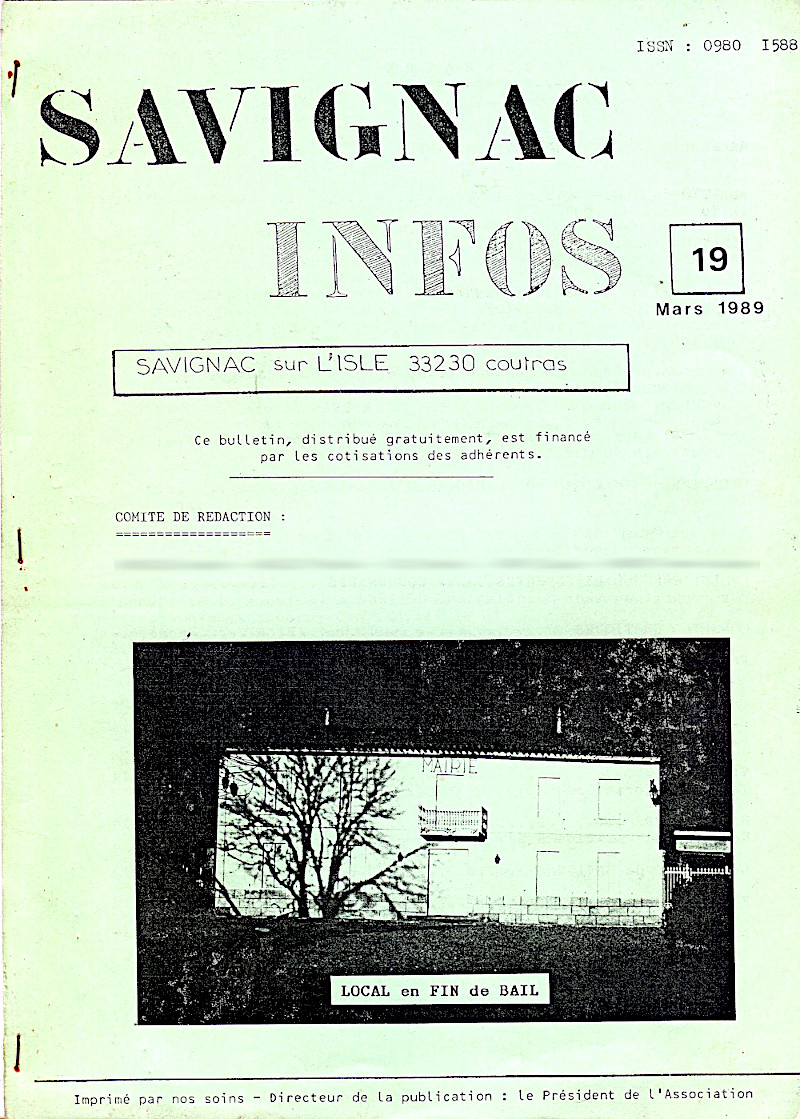 ISSN : 0980 I588
SAVIGNAC
INFOS
19
Mars 1989
SAVIGNAC sur L'ISLE 33230 coutras
Ce bulletin, distribué gratuitement, est financé
par les cotisations des adhérents.
COMITE DE REDACTION :
===================
MAIRIE
LOCAL en FIN de BAIL
Imprimé par nos soins - Directeur de la publication : le Président de l'Association